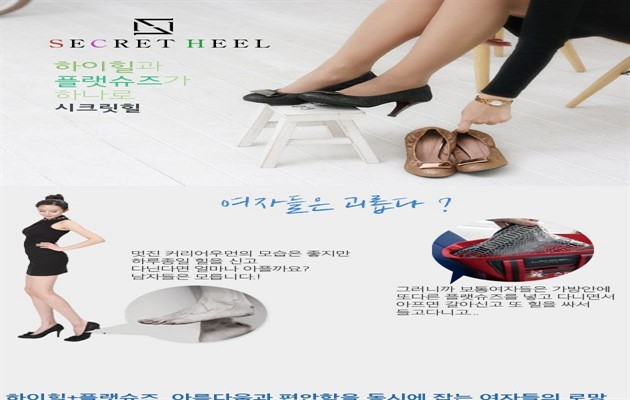 SECRET HEEL
하이힐과
플랫슈즈가
하나로
시크릿힐
여자들은 괴롭다 ?
멋진 커리어우먼의 모습은 좋지만
하루종일 힐을 신고
다닌다면 얼마나 아플까요?
남자들은 모릅니다.!
그러니까 보통여자들은 가방안에
또다른 플랫슈즈를 넣고 다니면서
아프면 갈아신고 또 힐을 싸서
들고다니고...
하이힐+플랫슈즈 아름다움과 편안함을 동시에 잡는 여자들의 로망